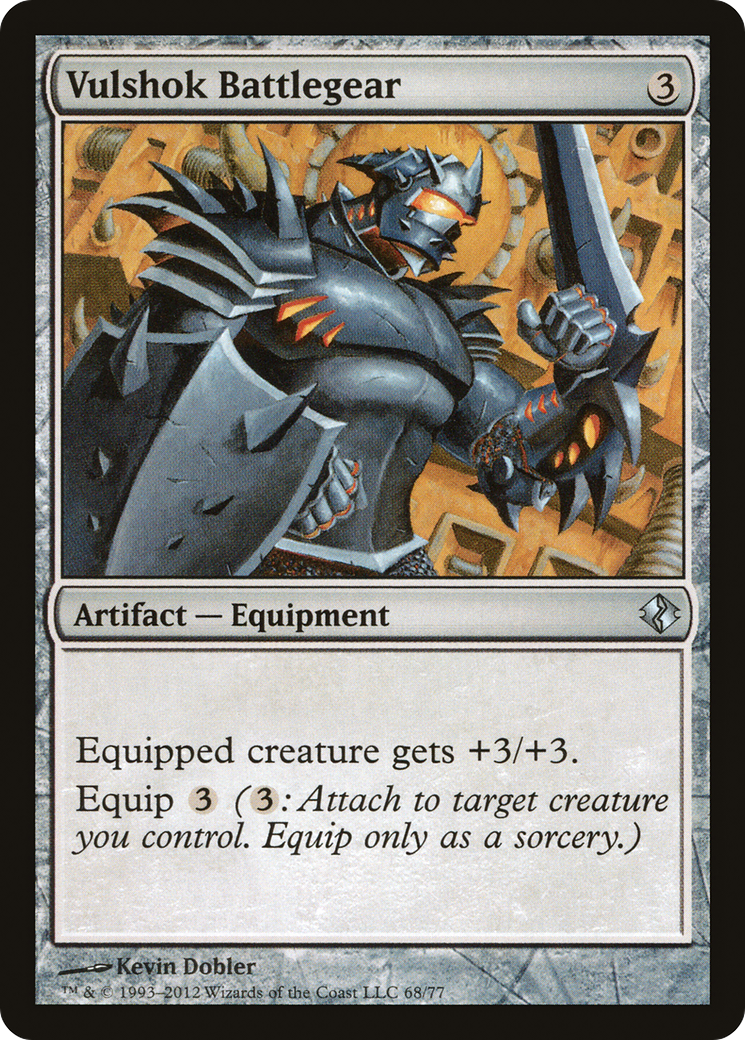 Vulshok Battlegear 3
Artifact — Equipment
Equipped creature gets +3/+3.
Equip 3 (3: Attach to target creature
you control. Equip only as a sorcery.)
Kevin Dobler
™ & © 1993–2012 Wizards of the Coast LLC 68/77